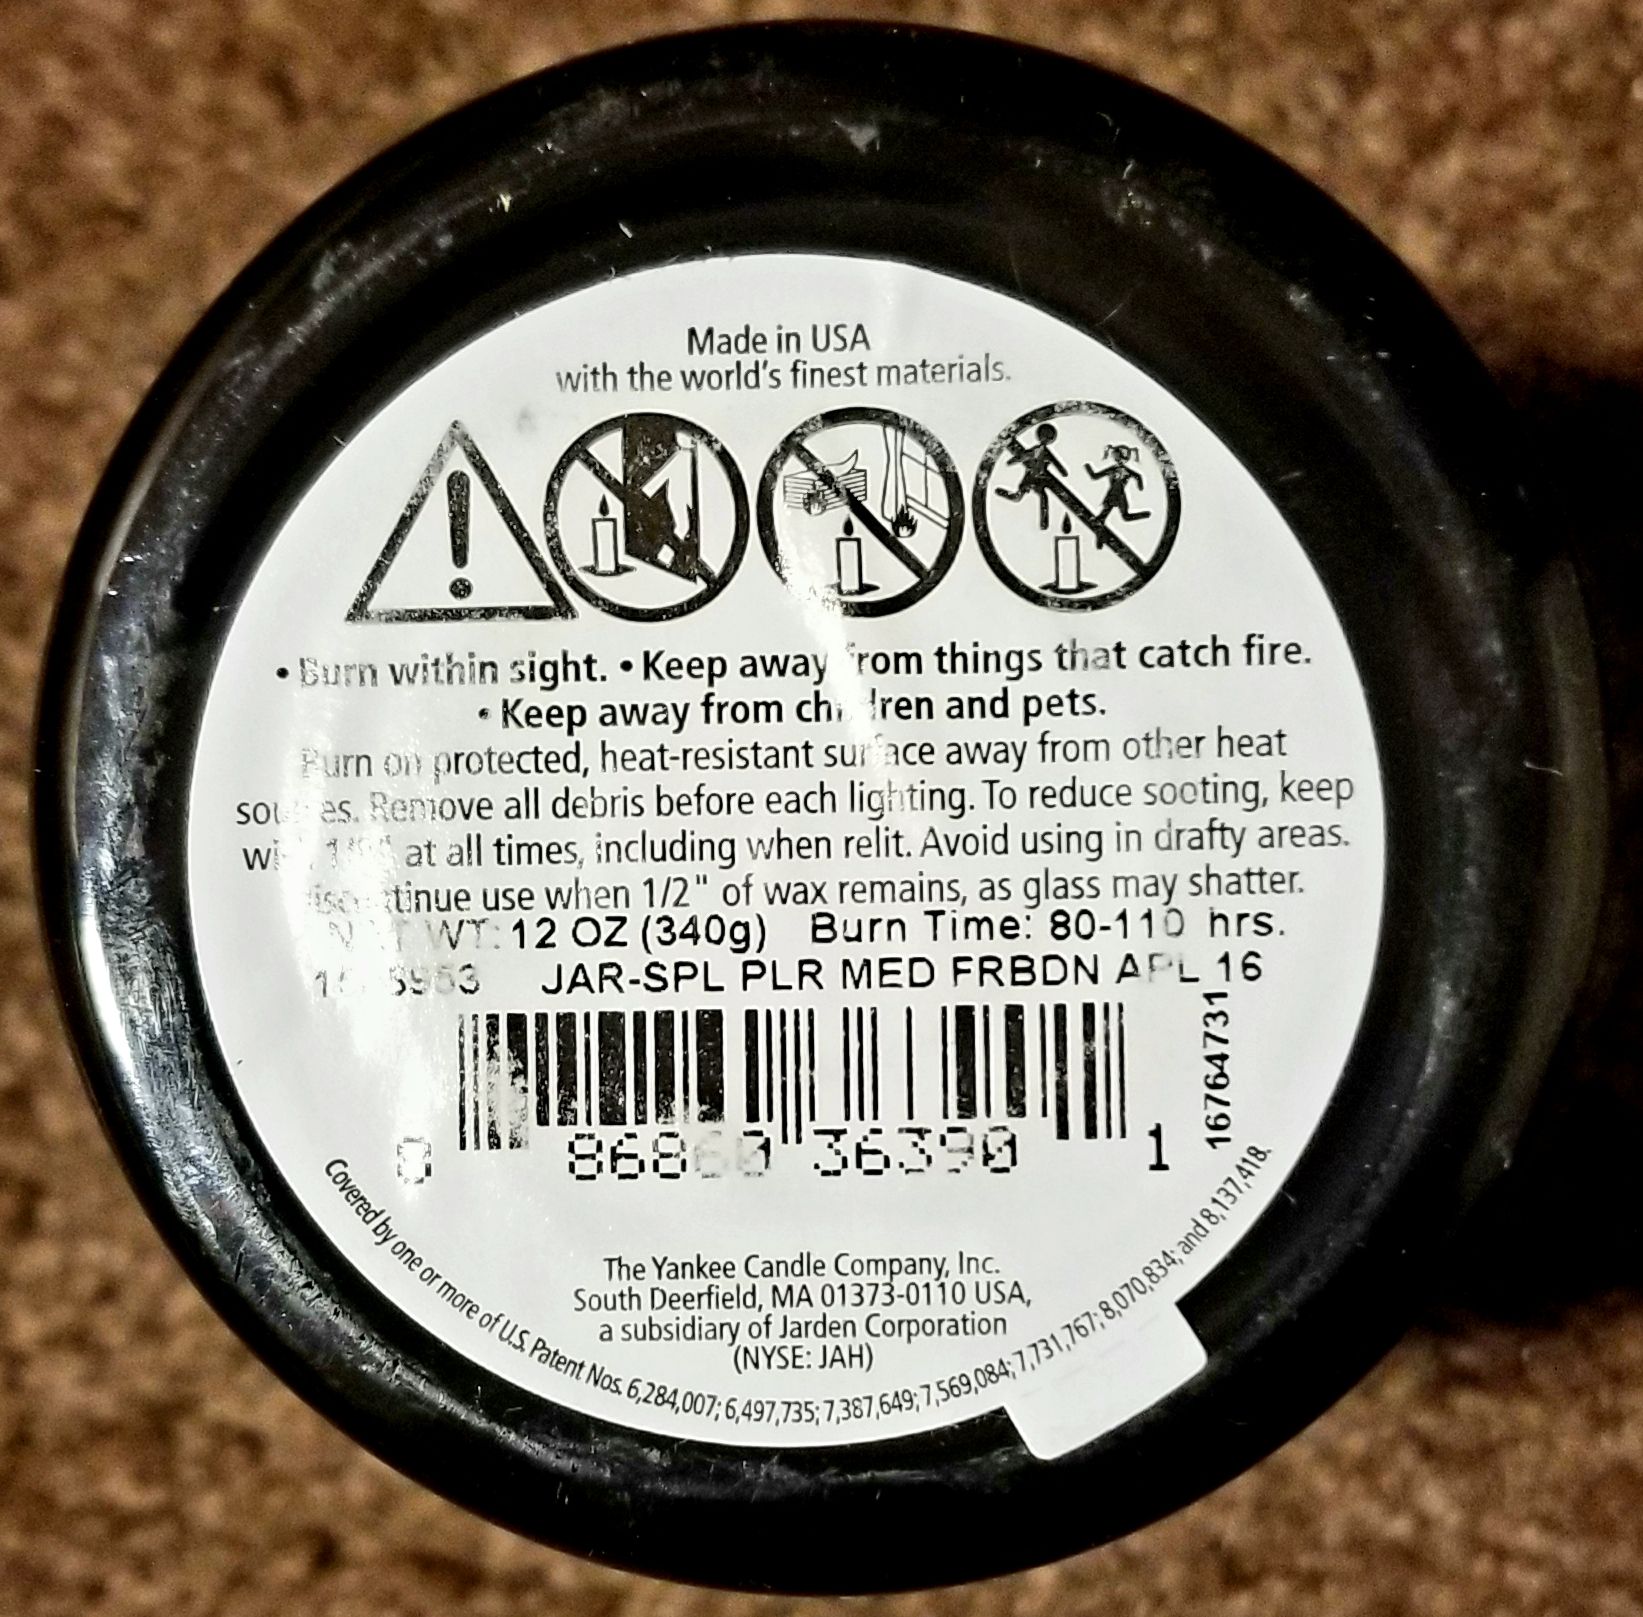 Made in USA
with the world's finest materials.
• Burn within sight. • Keep away from things that catch fire.
• Keep away from children and pets.
Burn on protected, heat-resistant surface away from other heat
sources. Remove all debris before each lighting. To reduce sooting, keep
at all times, including when relit. Avoid using in drafty areas.
Discontinue use when 1/2" of wax remains, as glass may shatter.
NET WT: 12 OZ (340g) Burn Time: 80-110 hrs.
JAR-SPL PLR MED FRBDN APL 16
167647731
36390 1
The Yankee Candle Company, Inc.
South Deerfield, MA 01373-0110 USA,
a subsidiary of Jarden Corporation
(NYSE: JAH)
Covered by one or more of U.S. Patent Nos. 6,284,007; 6,497,735; 7,387,649; 7,569,084; 7,731,767; 8,070,834; and 8,137,418.